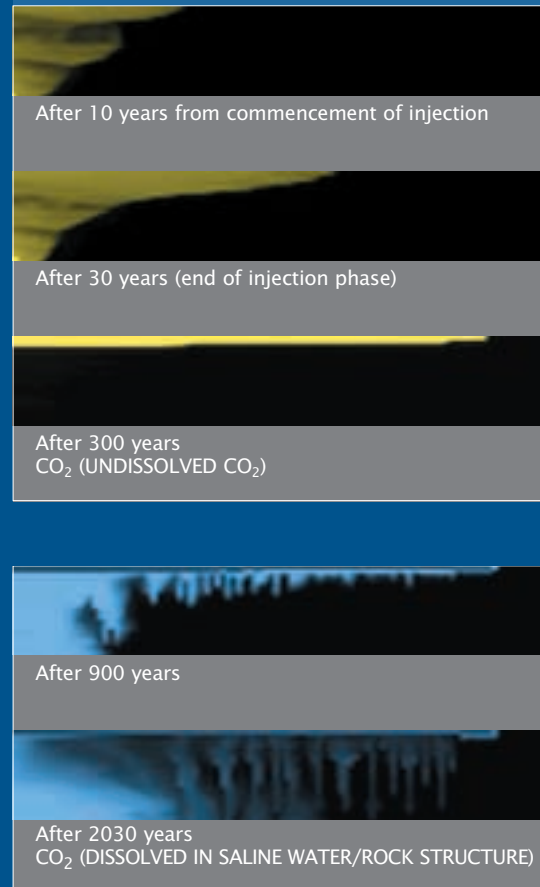 After 10 years from commencement of injection
After 30 years (end of injection phase)
After 300 years
CO₂ (UNDISSOLVED CO₂)
After 900 years
After 2030 years
CO₂ (DISSOLVED IN SALINE WATER/ROCK STRUCTURE)